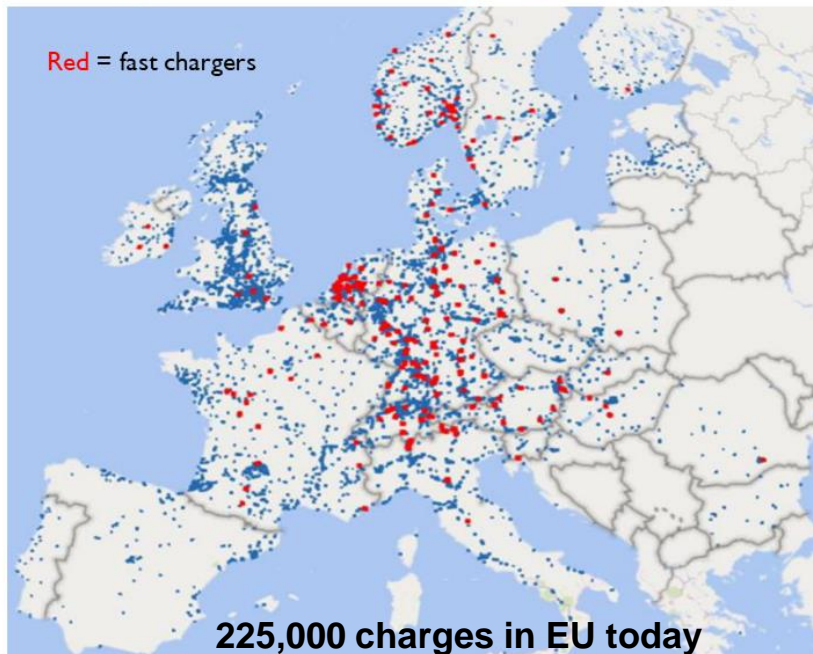 Red = fast chargers
225,000 charges in EU today